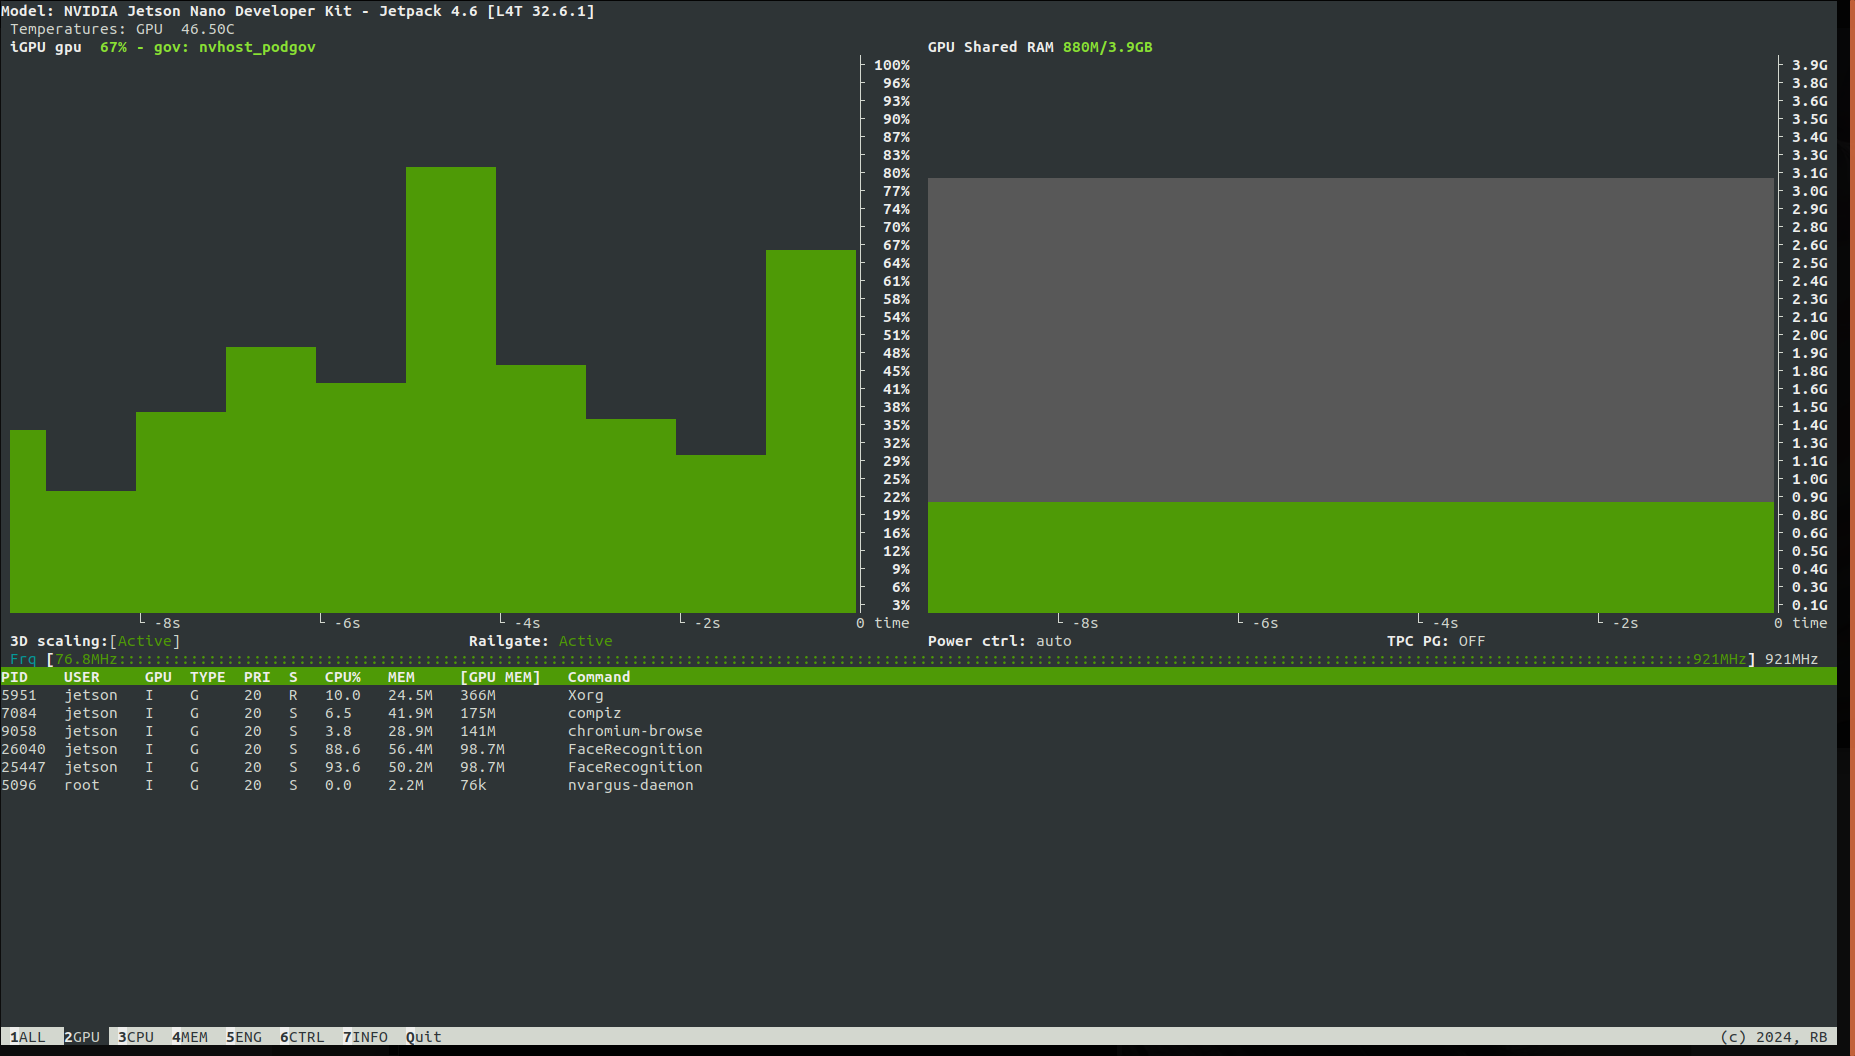 Model: NVIDIA Jetson Nano Developer Kit - Jetpack 4.6 [L4T 32.6.1]
Temperatures: GPU 46.50C
iGPU gpu 67% - gov: nvhost_podgov
100%
96%
93%
90%
87%
83%
80%
77%
74%
70%
67%
64%
61%
58%
54%
51%
48%
45%
41%
38%
35%
32%
29%
25%
22%
19%
16%
12%
9%
6%
3%
-8s -6s -4s -2s 0 time
GPU Shared RAM 880M/3.9GB
3.9G
3.8G
3.6G
3.5G
3.4G
3.3G
3.1G
3.0G
2.9G
2.8G
2.6G
2.5G
2.4G
2.3G
2.1G
2.0G
1.9G
1.8G
1.6G
1.5G
1.4G
1.3G
1.1G
1.0G
0.9G
0.8G
0.6G
0.5G
0.4G
0.3G
0.1G
-8s -6s -4s -2s 0 time
3D scaling:[Active] Railgate: Active Power ctrl: auto TPC PG: OFF
Frq [76.8MHz 921MHz] 921MHz
PID USER GPU TYPE PRI S CPU% MEM [GPU MEM] Command
5951 jetson I G 20 R 10.0 24.5M 366M Xorg
7084 jetson I G 20 S 6.5 41.9M 175M compiz
9058 jetson I G 20 S 3.8 28.9M 141M chromium-browse
26040 jetson I G 20 S 88.6 56.4M 98.7M FaceRecognition
25447 jetson I G 20 S 93.6 50.2M 98.7M FaceRecognition
5096 root I G 20 S 0.0 2.2M 76k nvargus-daemon
1ALL 2GPU 3CPU 4MEM 5ENG 6CTRL 7INFO Quit (c) 2024, RB